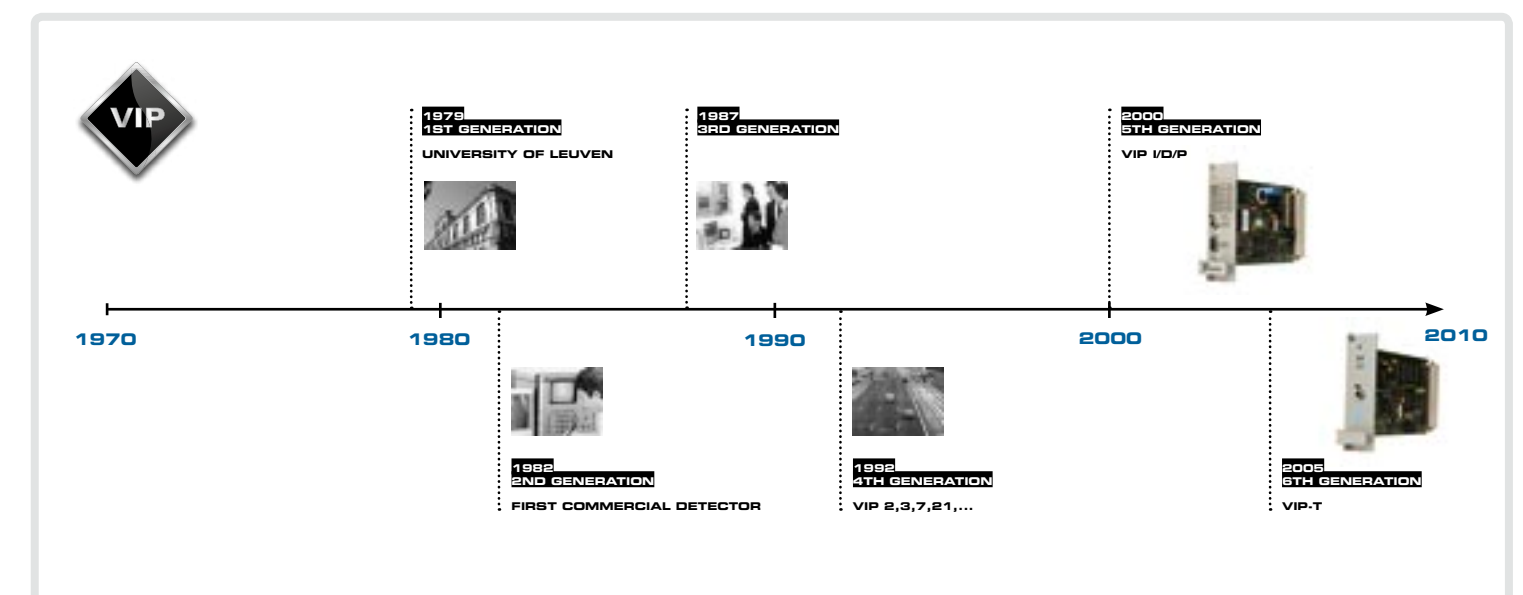 VIP
1979
1ST GENERATION
UNIVERSITY OF LEUVEN
1987
3RD GENERATION
2000
5TH GENERATION
VIP I/D/P
1970
1980
1990
2000
2010
1982
2ND GENERATION
FIRST COMMERCIAL DETECTOR
1992
4TH GENERATION
VIP 2,3,7,21,...
2005
6TH GENERATION
VIP-T